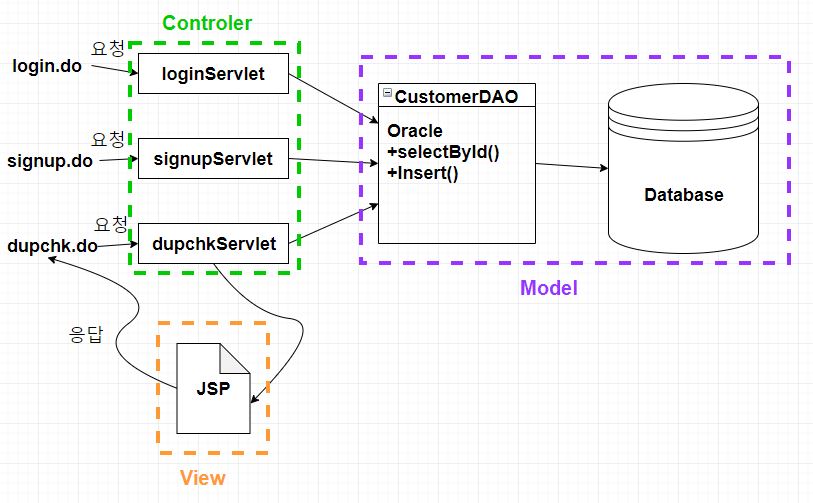 Controler
login.do
요청
loginServlet
signup.do
요청
signupServlet
dupchk.do
요청
dupchkServlet
CustomerDAO
Oracle
+selectById()
+Insert()
Database
Model
응답
JSP
View